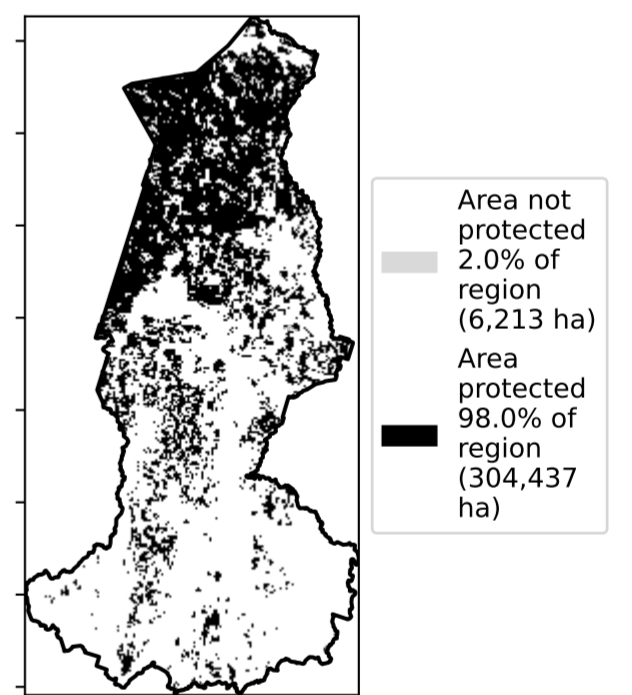 Area not
protected
2.0% of
region
(6,213 ha)
Area
protected
98.0% of
region
(304,437
ha)